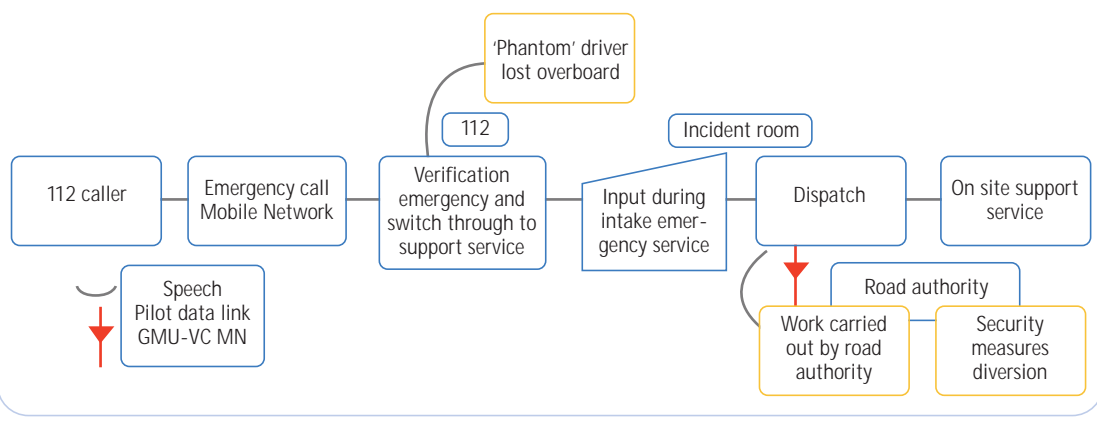 'Phantom' driver
lost overboard
112
Incident room
112 caller
Emergency call
Mobile Network
Verification
emergency and
switch through to
support service
Input during
intake emer-
gency service
Dispatch
On site support
service
Speech
Pilot data link
GMU-VC MN
Road authority
Work carried
out by road
authority
Security
measures
diversion